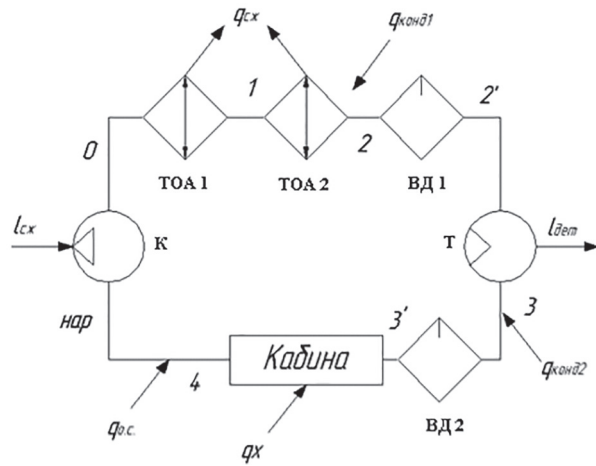 qсж
qконд1
1
2'
0
2
ТОА 1
ТОА 2
ВД 1
lсж
К
Т
lдет
нар
3'
3
Кабина
4
qконд2
qо.с.
qх
ВД 2